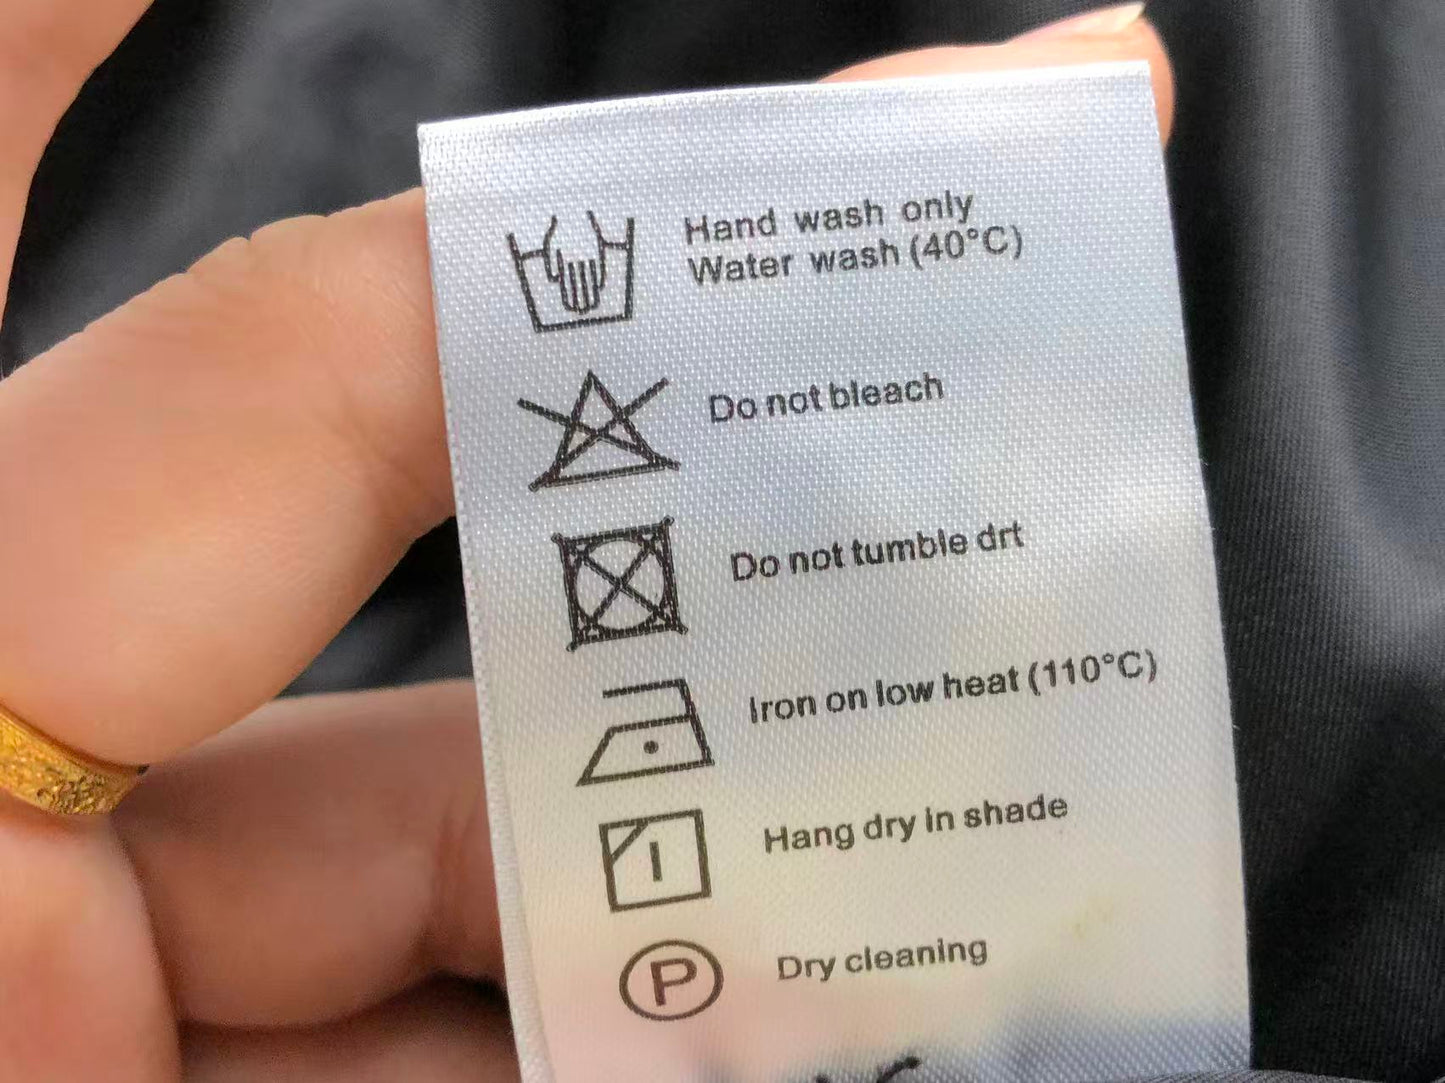 Hand wash only
Water wash (40°C)
Do not bleach
Do not tumble drt
Iron on low heat (110°C)
Hang dry in shade
P Dry cleaning